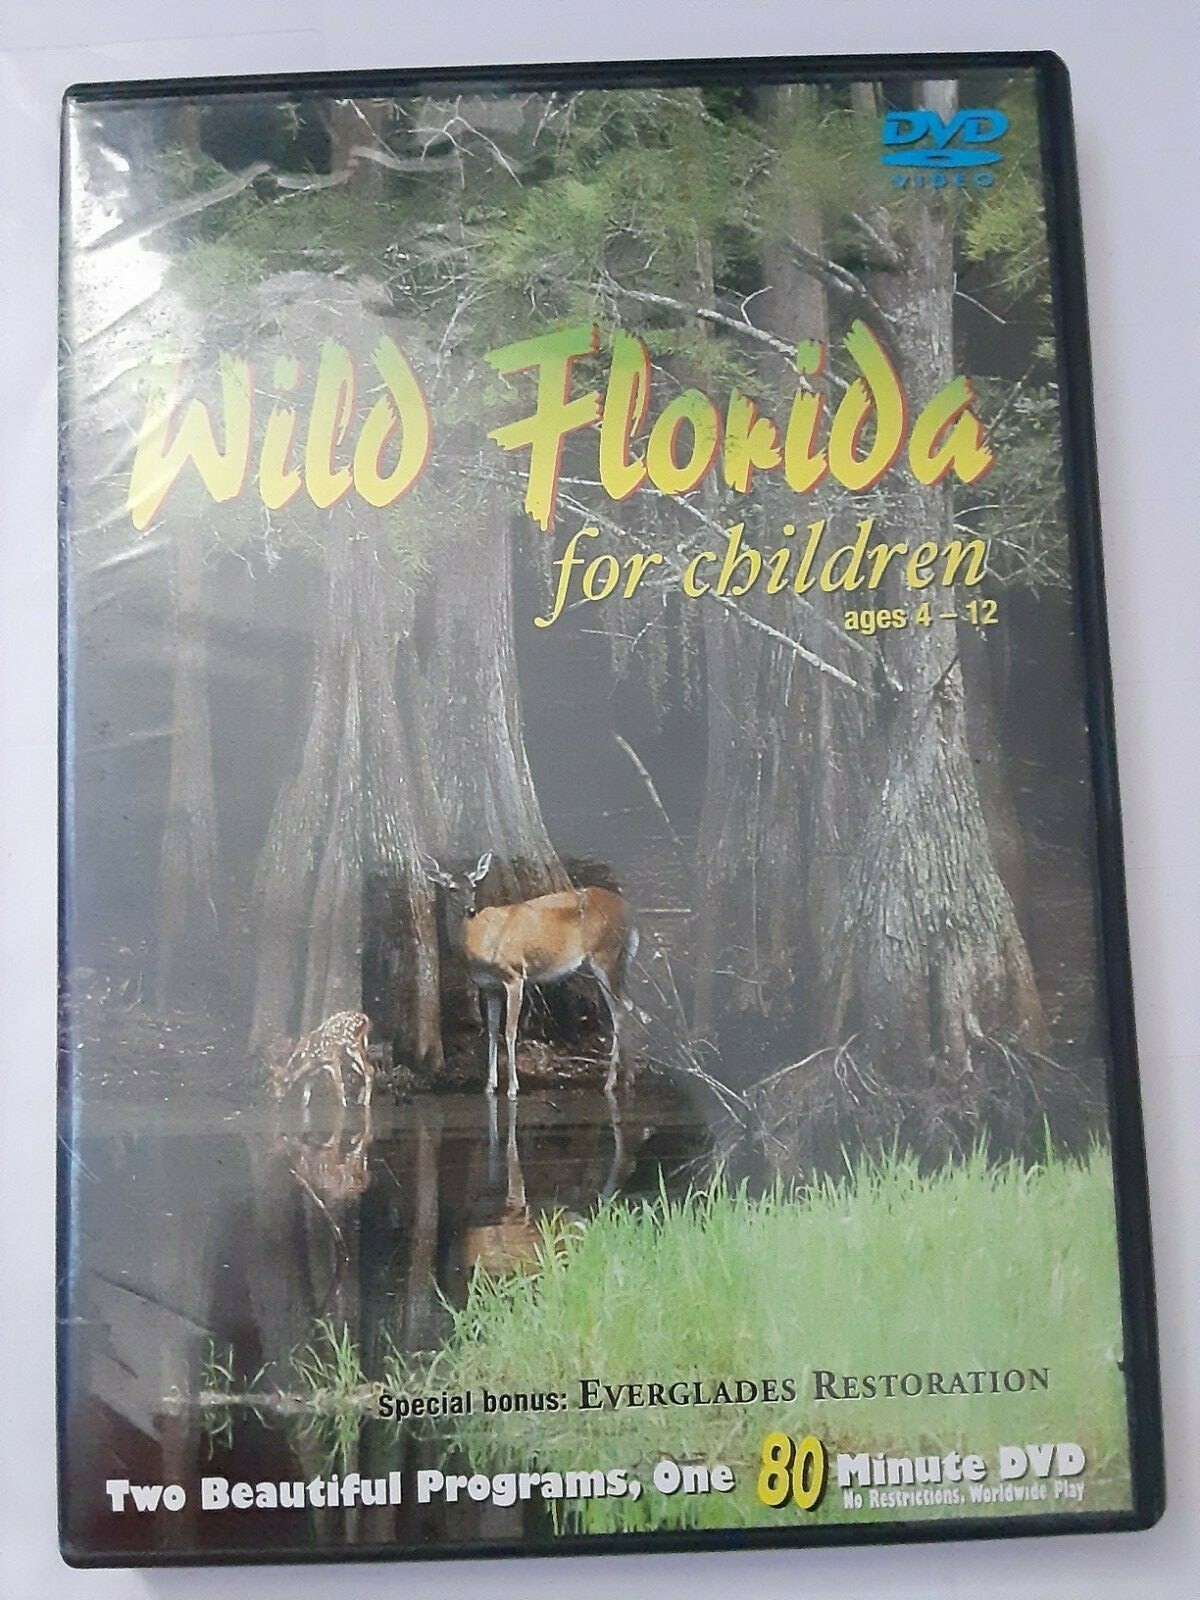 DVD
VIDEO
Wild Florida
for children
ages 4 – 12
Special bonus: EVERGLADES RESTORATION
Two Beautiful Programs, One 80 Minute DVD
No Restrictions, Worldwide Play